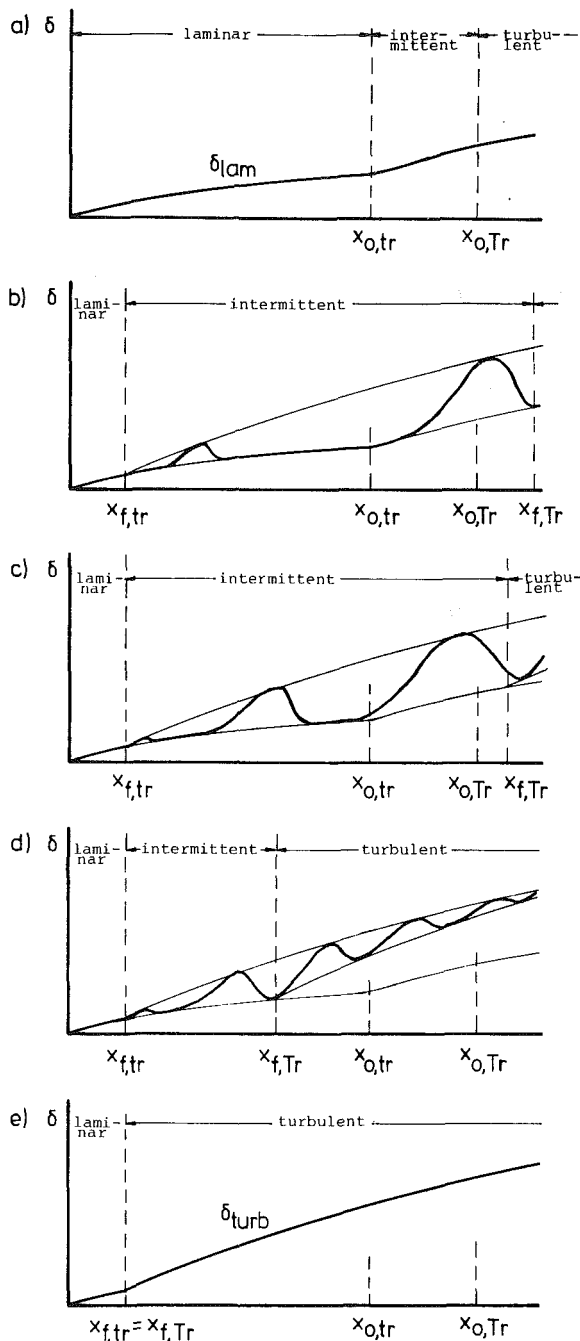 a) δ
laminar
inter-
mittent
turbu-
lent
δlam
xo,tr
xo,Tr
b) δ
lami-
nar
intermittent
xf,tr
xo,tr
xo,Tr
xf,Tr
c) δ
lami-
nar
intermittent
turbu-
lent
xf,tr
xo,tr
xo,Tr
xf,Tr
d) δ
lami-
nar
intermittent
turbulent
xf,tr
xf,Tr
xo,tr
xo,Tr
e) δ
lami-
nar
turbulent
δturb
xf,tr = xf,Tr
xo,tr
xo,Tr